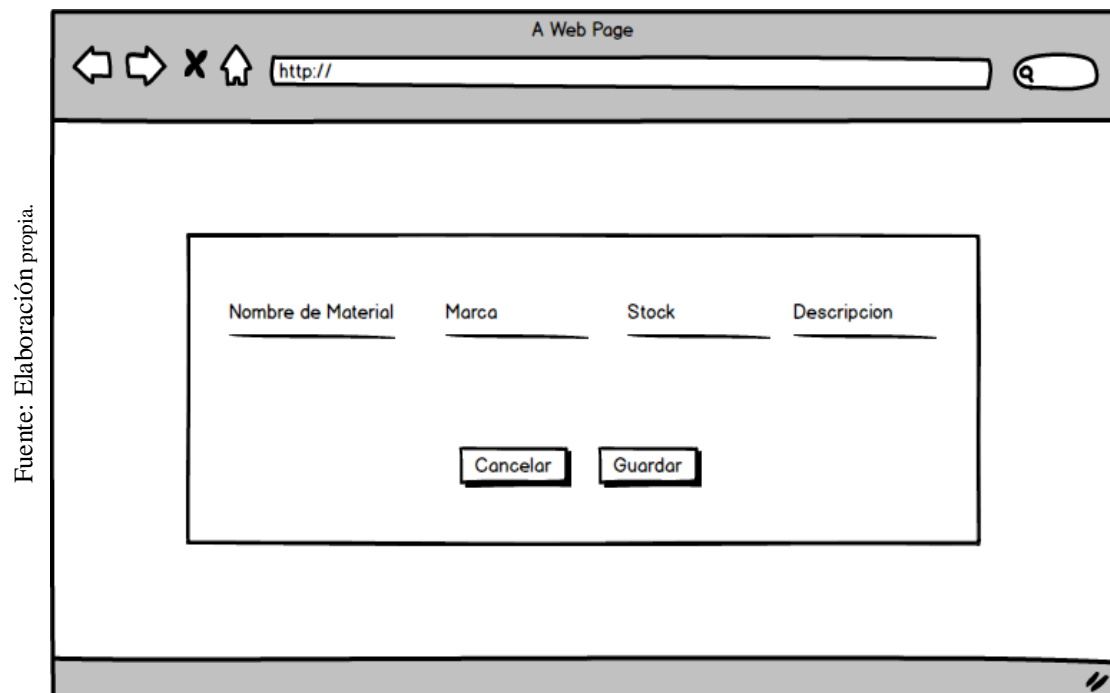 A Web Page
http://
Fuente: Elaboración propia.
Nombre de Material Marca Stock Descripcion
Cancelar Guardar